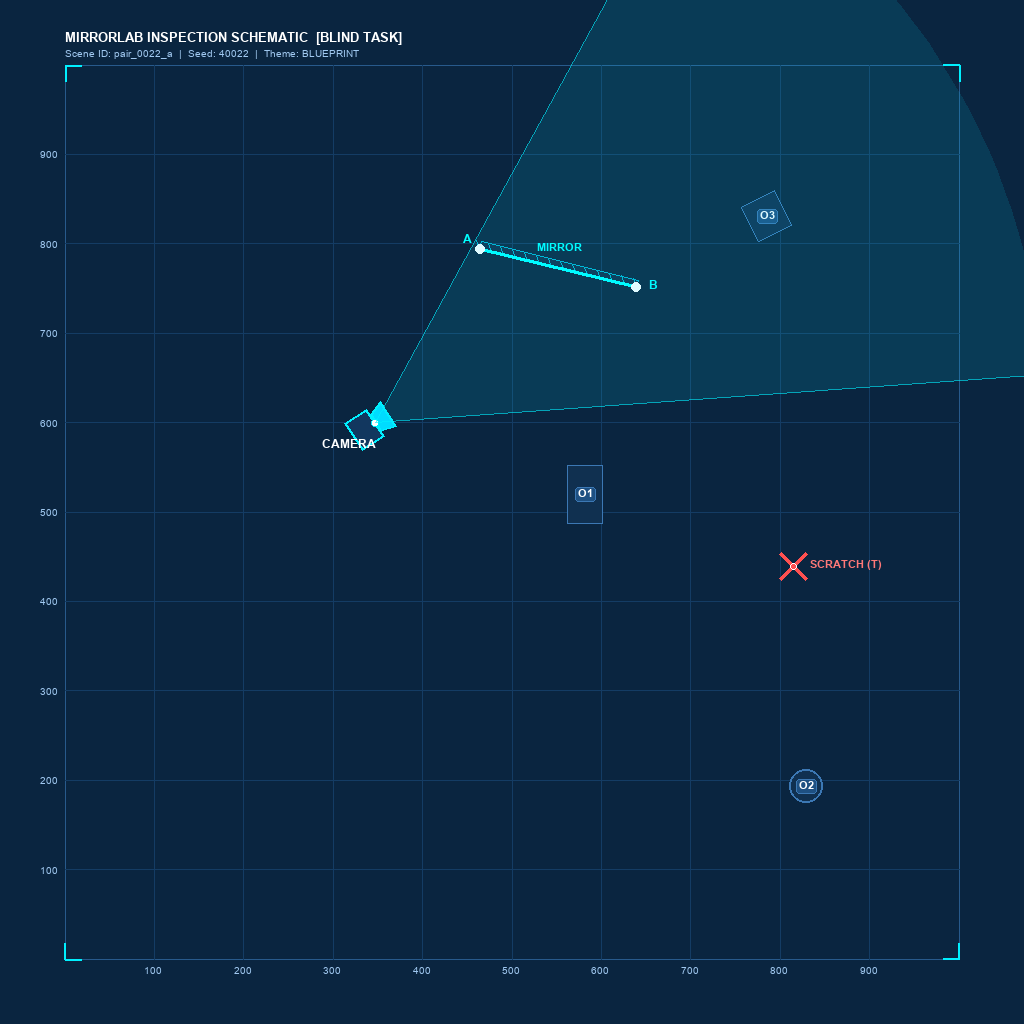 MIRRORLAB INSPECTION SCHEMATIC  [BLIND TASK]
Scene ID: pair_0022_a  |  Seed: 40022  |  Theme: BLUEPRINT
900
O3
A
800
MIRROR
B
700
600
CAMERA
O1
500
SCRATCH (T)
400
300
200
O2
100
100 200 300 400 500 600 700 800 900